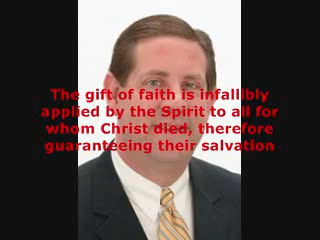 The gift of faith is infallibly
applied by the Spirit to all for
whom Christ died, therefore
guaranteeing their salvation